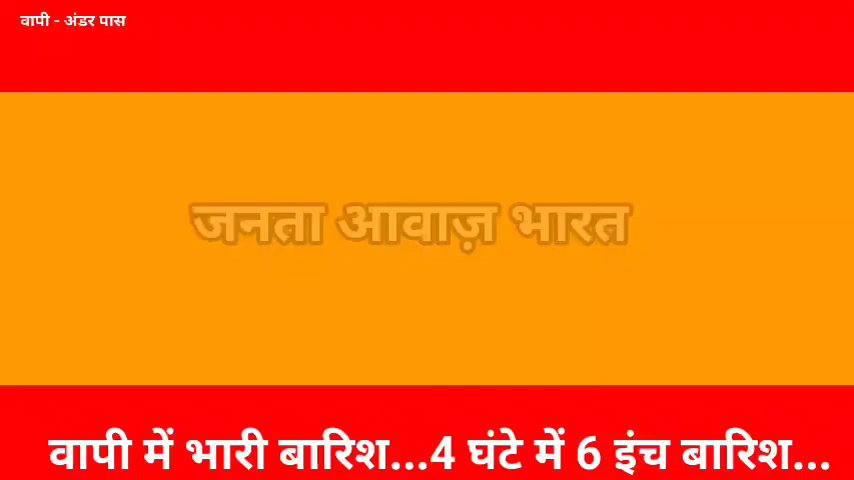 वापी - अंडर पास
जनता आवाज़ भारत
वापी में भारी बारिश...4 घंटे में 6 इंच बारिश...